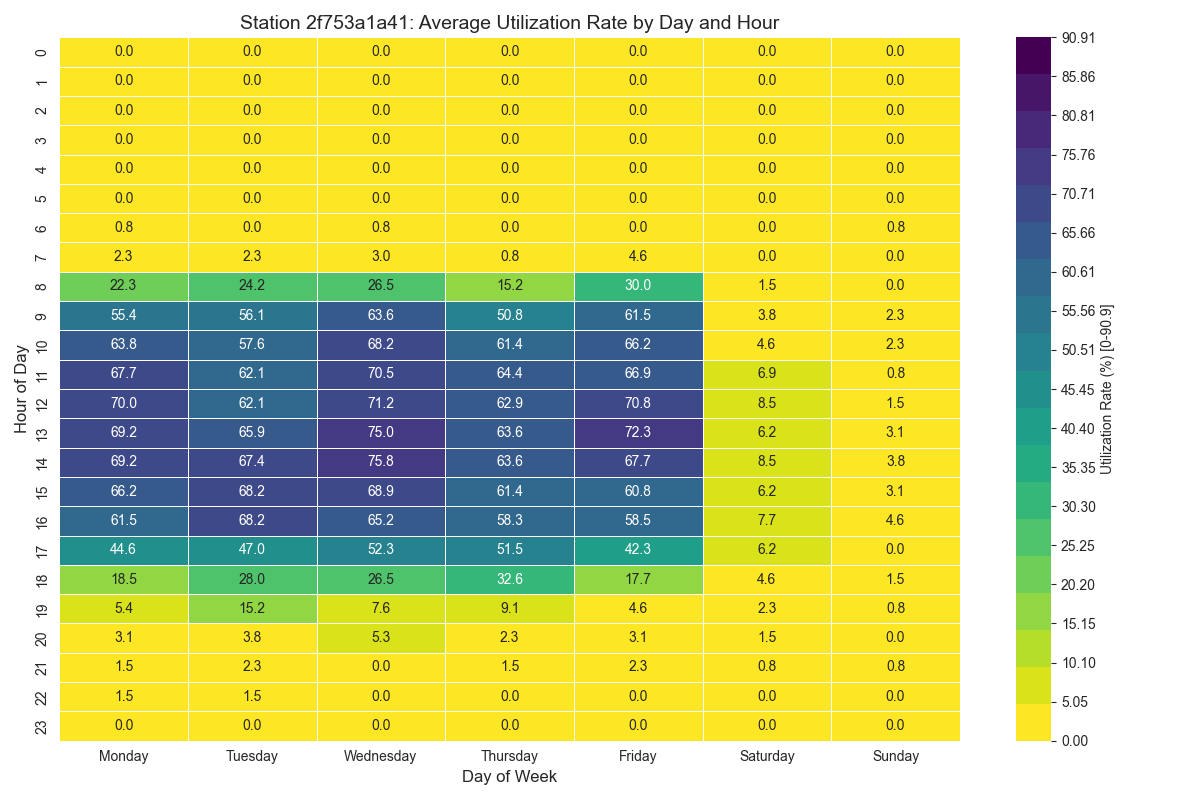 Station 2f753a1a41: Average Utilization Rate by Day and Hour
0 0.0 0.0 0.0 0.0 0.0 0.0 0.0
1 0.0 0.0 0.0 0.0 0.0 0.0 0.0
2 0.0 0.0 0.0 0.0 0.0 0.0 0.0
3 0.0 0.0 0.0 0.0 0.0 0.0 0.0
4 0.0 0.0 0.0 0.0 0.0 0.0 0.0
5 0.0 0.0 0.0 0.0 0.0 0.0 0.0
6 0.8 0.0 0.8 0.0 0.0 0.0 0.8
7 2.3 2.3 3.0 0.8 4.6 0.0 0.0
8 22.3 24.2 26.5 15.2 30.0 1.5 0.0
9 55.4 56.1 63.6 50.8 61.5 3.8 2.3
10 63.8 57.6 68.2 61.4 66.2 4.6 2.3
11 67.7 62.1 70.5 64.4 66.9 6.9 0.8
12 70.0 62.1 71.2 62.9 70.8 8.5 1.5
13 69.2 65.9 75.0 63.6 72.3 6.2 3.1
14 69.2 67.4 75.8 63.6 67.7 8.5 3.8
15 66.2 68.2 68.9 61.4 60.8 6.2 3.1
16 61.5 68.2 65.2 58.3 58.5 7.7 4.6
17 44.6 47.0 52.3 51.5 42.3 6.2 0.0
18 18.5 28.0 26.5 32.6 17.7 4.6 1.5
19 5.4 15.2 7.6 9.1 4.6 2.3 0.8
20 3.1 3.8 5.3 2.3 3.1 1.5 0.0
21 1.5 2.3 0.0 1.5 2.3 0.8 0.8
22 1.5 1.5 0.0 0.0 0.0 0.0 0.0
23 0.0 0.0 0.0 0.0 0.0 0.0 0.0
Monday Tuesday Wednesday Thursday Friday Saturday Sunday
Day of Week
Hour of Day
90.91
85.86
80.81
75.76
70.71
65.66
60.61
55.56
50.51
45.45
40.40
35.35
30.30
25.25
20.20
15.15
10.10
5.05
0.00
Utilization Rate (%) [0-90.9]